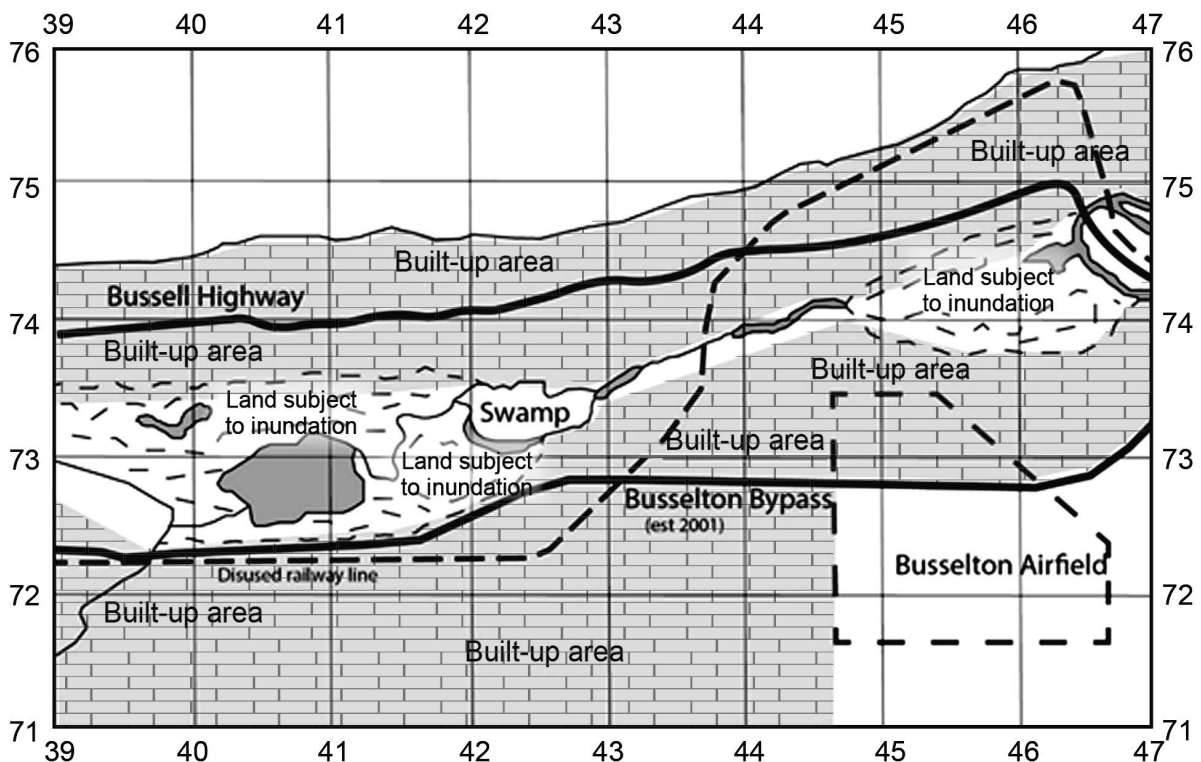 39 40 41 42 43 44 45 46 47
76 76
Built-up area
75 75
Built-up area
Land subject
to inundation
Bussell Highway
74 74
Built-up area
Built-up area
Land subject
to inundation
Swamp
Built-up area
73 73
Land subject
to inundation
Busselton Bypass
(est 2001)
Busselton Airfield
Disused railway line
72 72
Built-up area
Built-up area
71 71
39 40 41 42 43 44 45 46 47